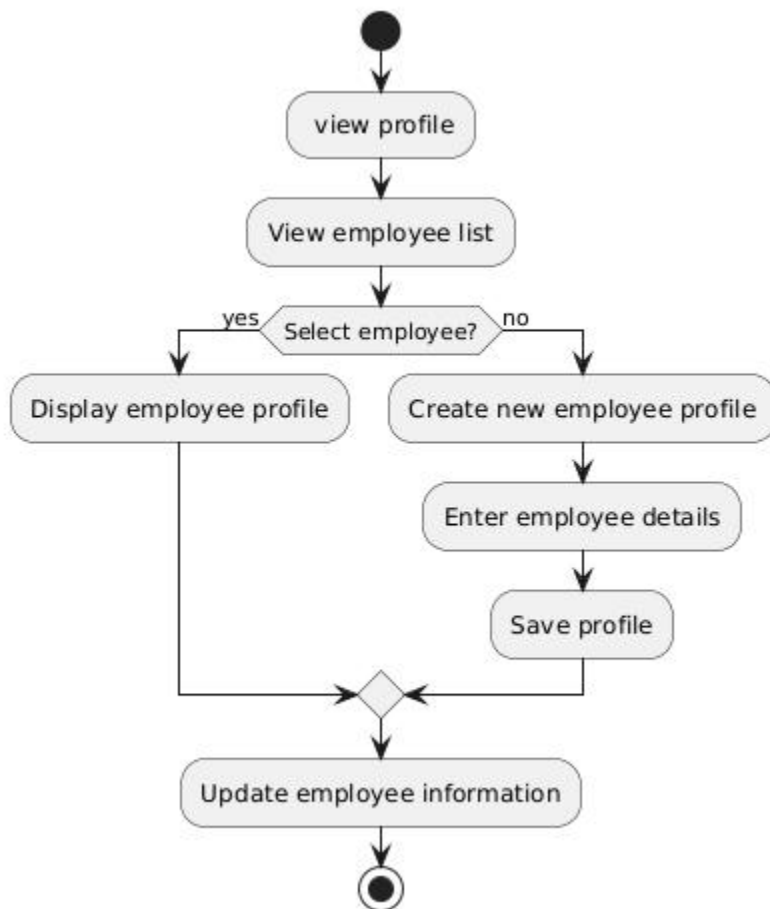 view profile
View employee list
yes
Select employee?
no
Display employee profile
Create new employee profile
Enter employee details
Save profile
Update employee information